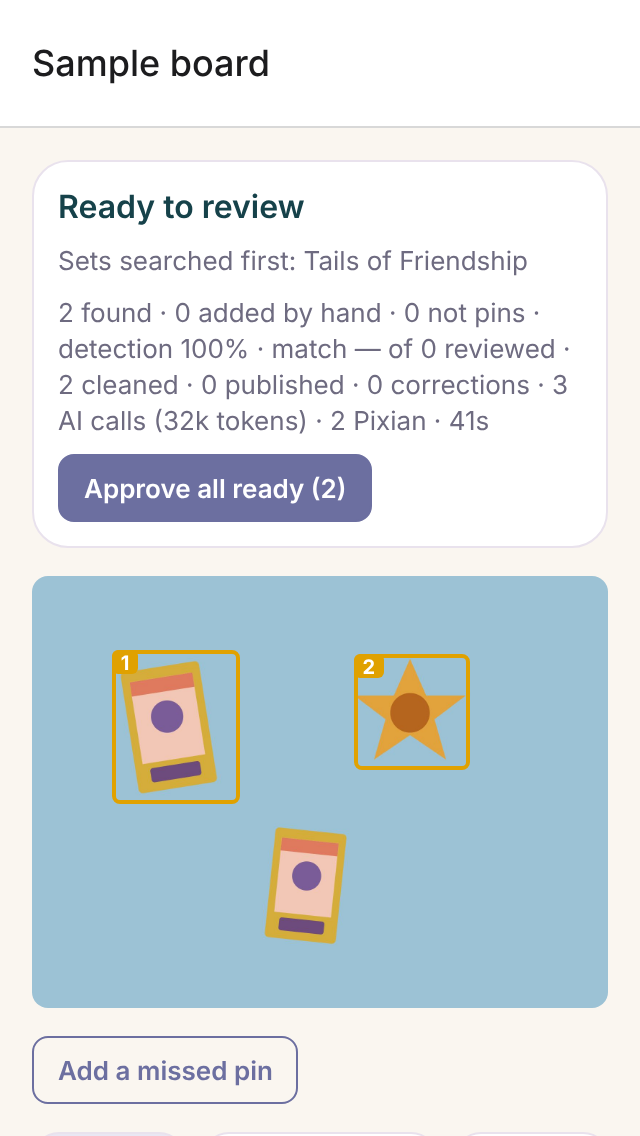 Sample board
Ready to review
Sets searched first: Tails of Friendship
2 found · 0 added by hand · 0 not pins ·
detection 100% · match — of 0 reviewed ·
2 cleaned · 0 published · 0 corrections · 3
AI calls (32k tokens) · 2 Pixian · 41s
Approve all ready (2)
1
2
Add a missed pin